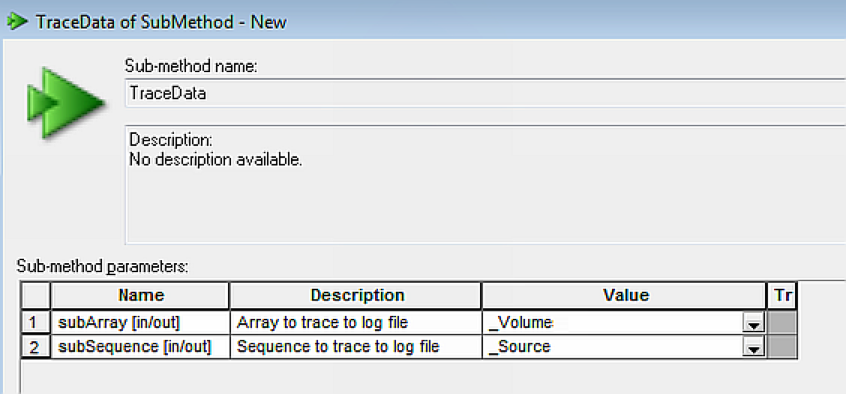 TraceData of SubMethod - New
Sub-method name:
TraceData
Description:
No description available.
Sub-method parameters:
Name Description Value Tr
1 subArray [in/out] Array to trace to log file _Volume
2 subSequence [in/out] Sequence to trace to log file _Source